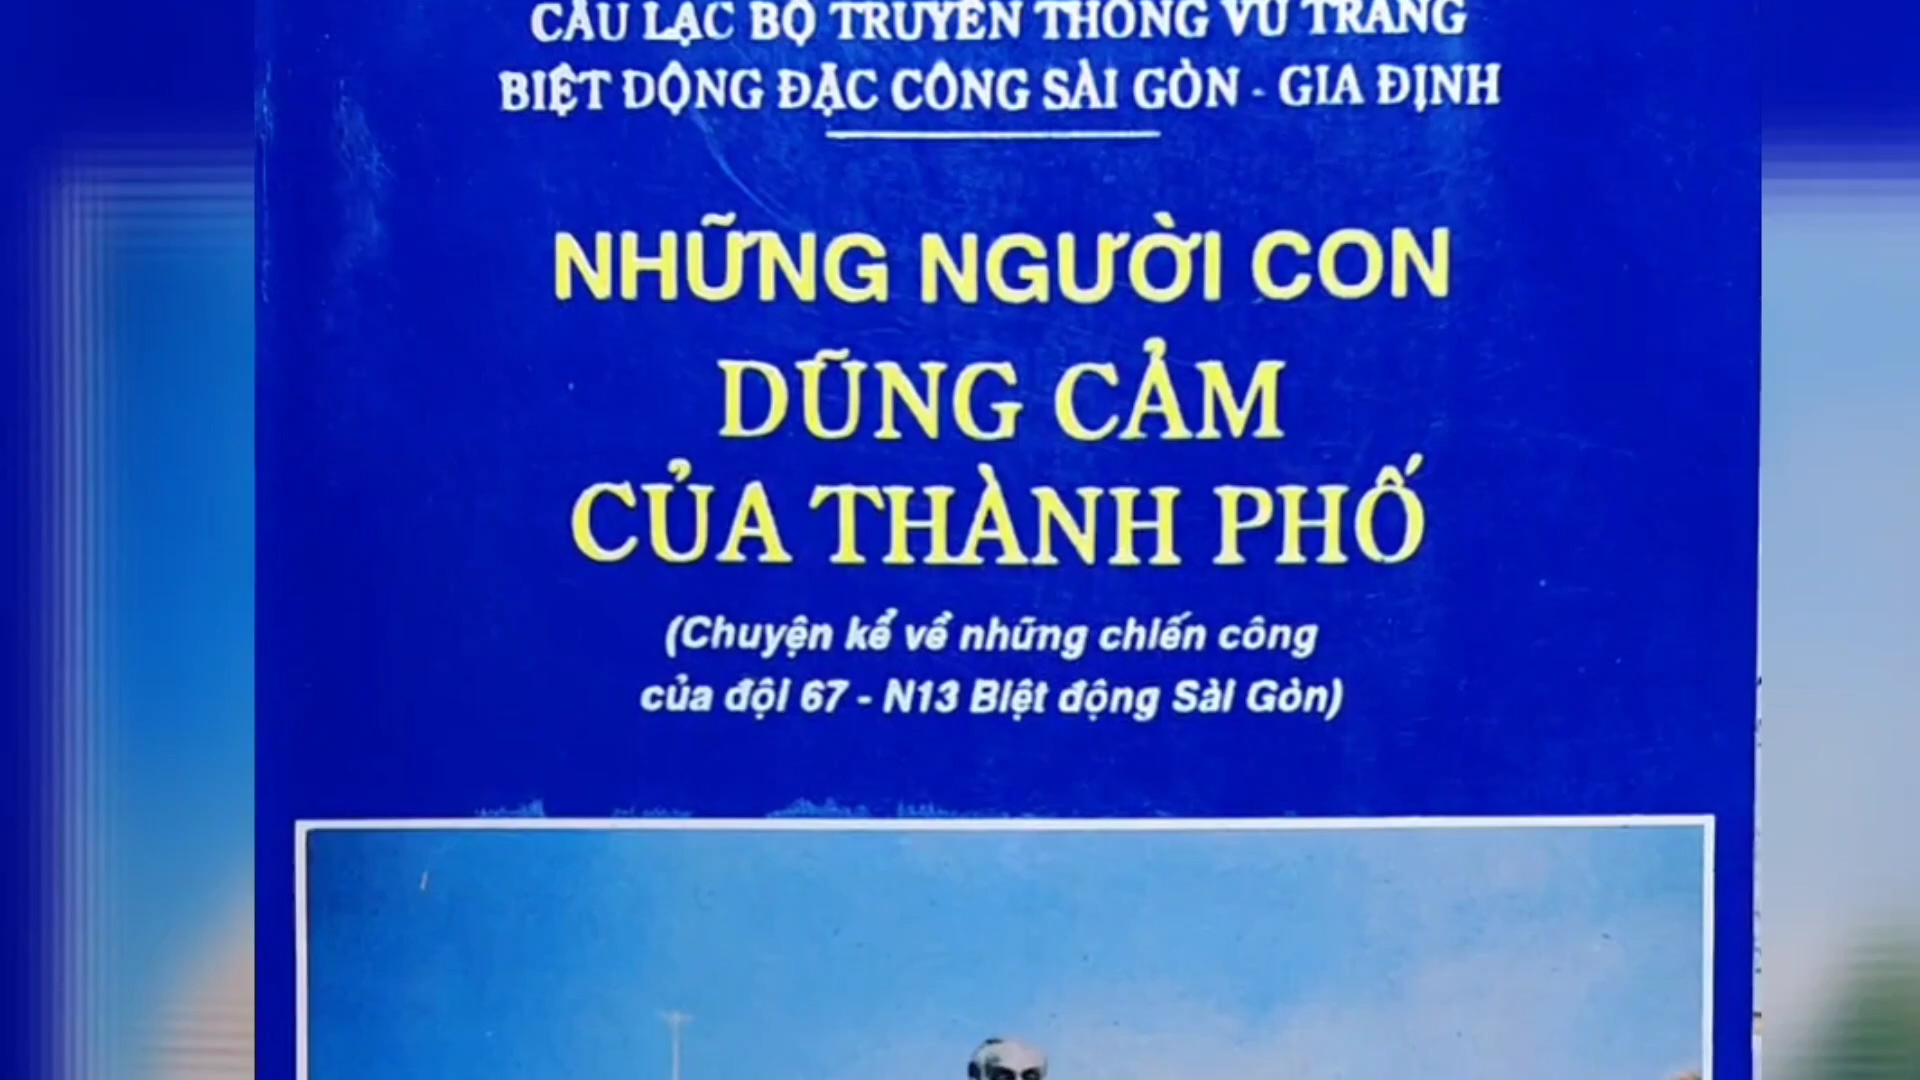 CÂU LẠC BỘ TRUYỀN THỐNG VŨ TRANG
BIỆT DỘNG ĐẶC CÔNG SÀI GÒN - GIA ĐỊNH
NHỮNG NGƯỜI CON
DŨNG CẢM
CỦA THÀNH PHỐ
(Chuyện kể về những chiến công
của đội 67 - N13 Biệt động Sài Gòn)